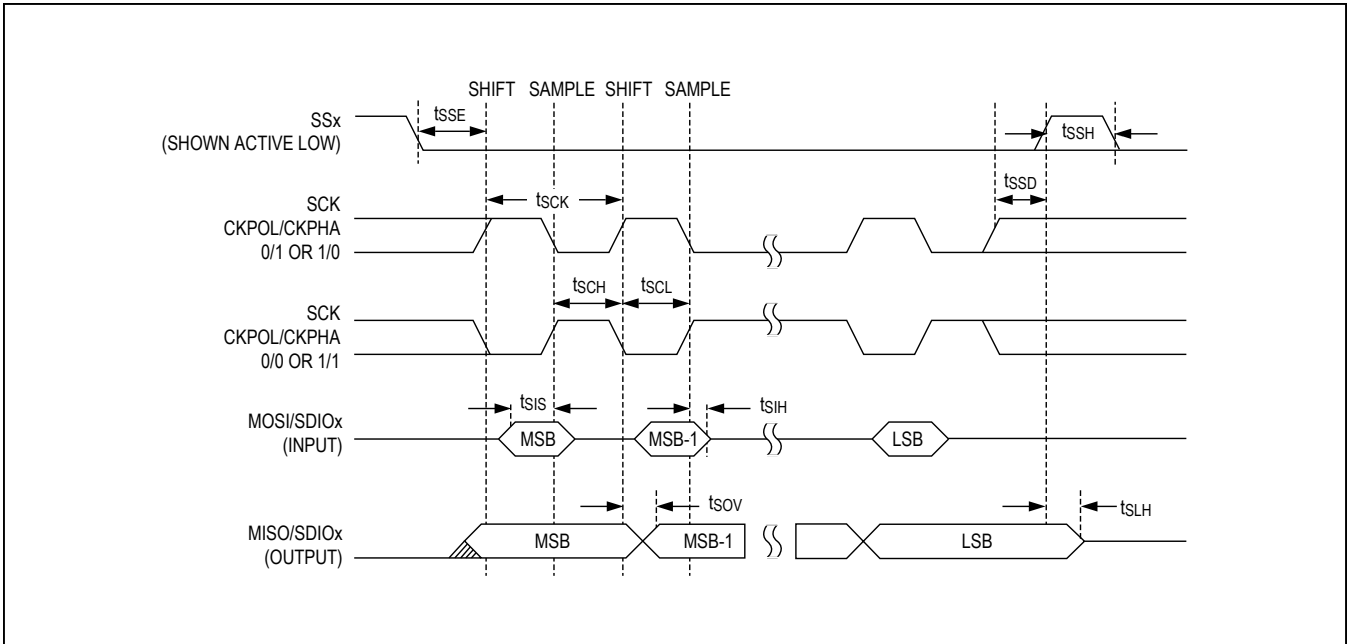 SHIFT SAMPLE SHIFT SAMPLE
SSx
(SHOWN ACTIVE LOW)
tSSE
tSSH
tSSD
SCK
CKPOL/CKPHA
0/1 OR 1/0
tSCK
tSCH
tSCL
SCK
CKPOL/CKPHA
0/0 OR 1/1
MOSI/SDIOx
(INPUT)
tSIS
tSIH
MSB
MSB-1
LSB
MISO/SDIOx
(OUTPUT)
tSOV
tSLH
MSB
MSB-1
LSB